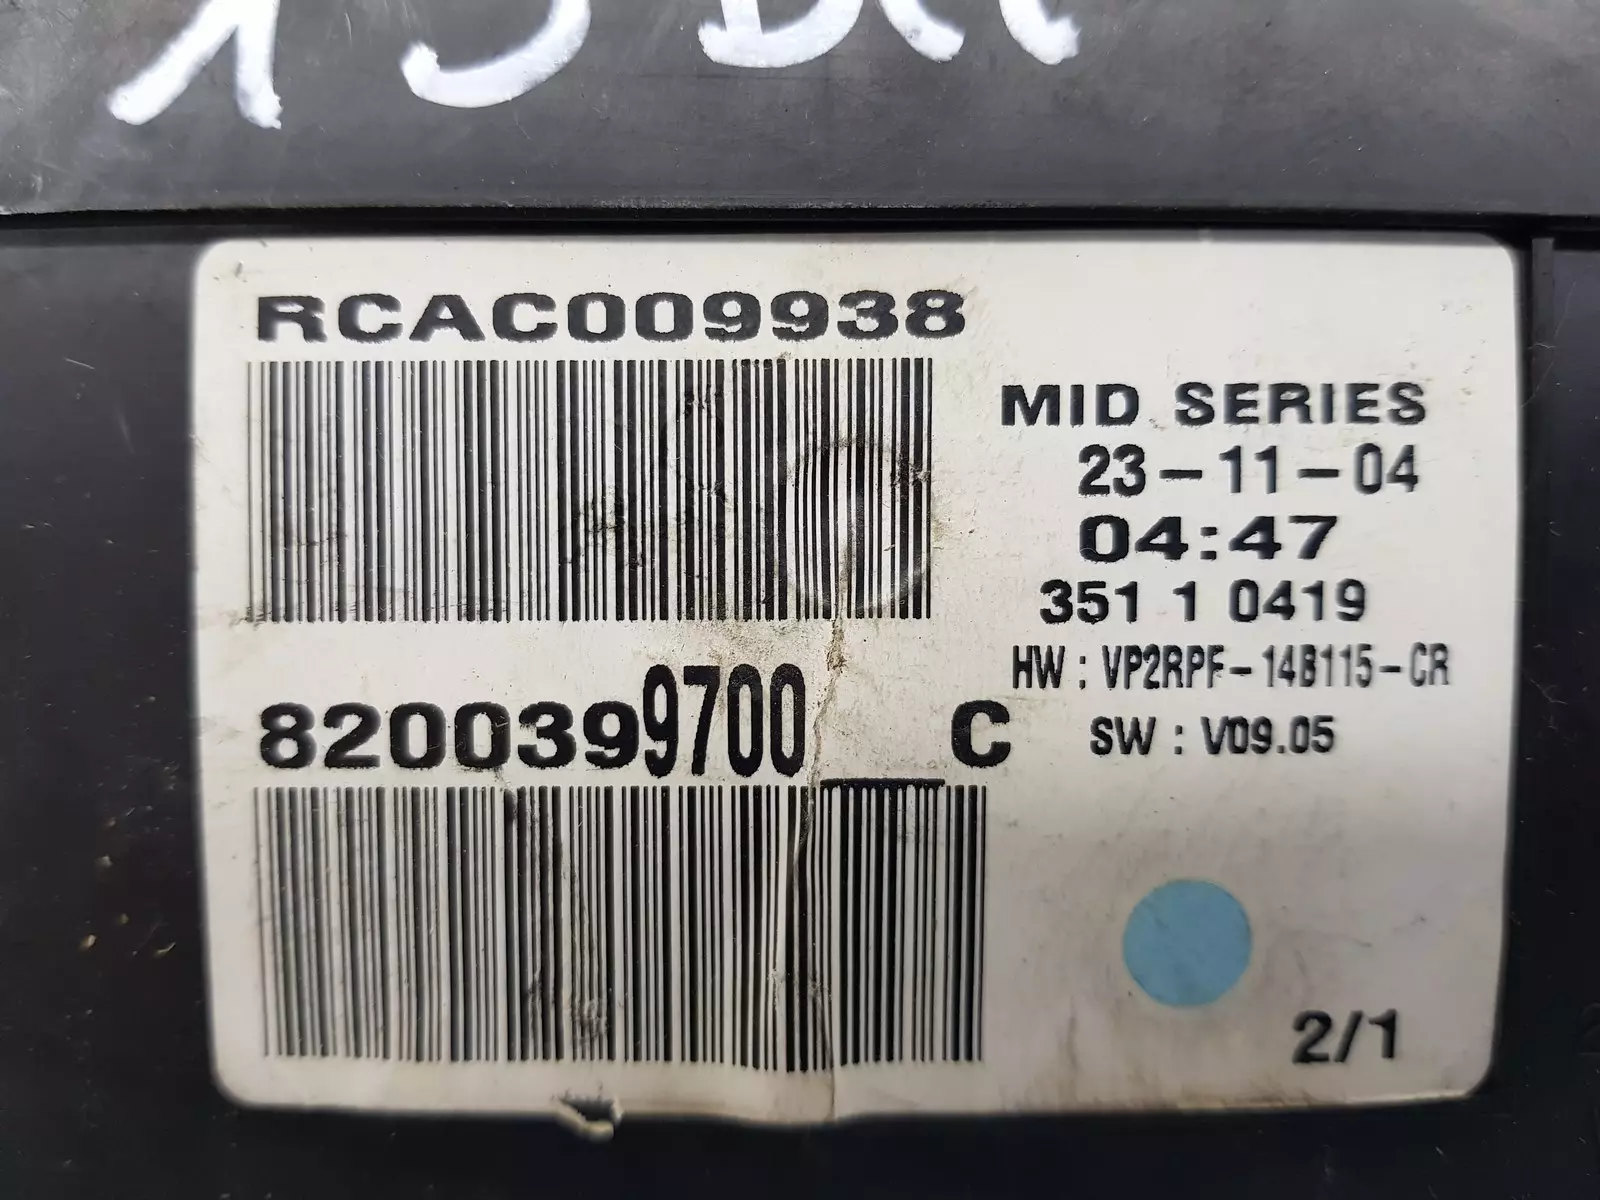 RCAC009938
MID SERIES
23-11-04
04:47
351 1 0419
HW : VP2RPF-14B115-CR
8200399700__C
SW : V09.05
2/1